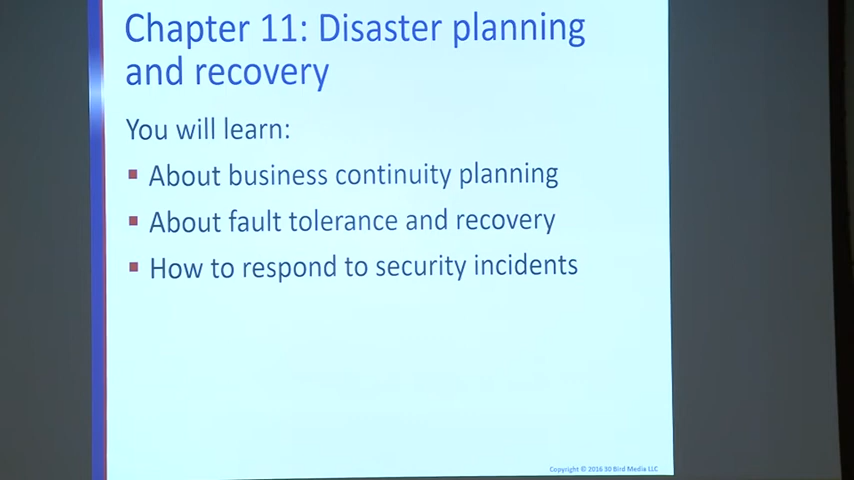 Chapter 11: Disaster planning
and recovery
You will learn:
▪ About business continuity planning
▪ About fault tolerance and recovery
▪ How to respond to security incidents
Copyright © 2016 30 Bird Media LLC